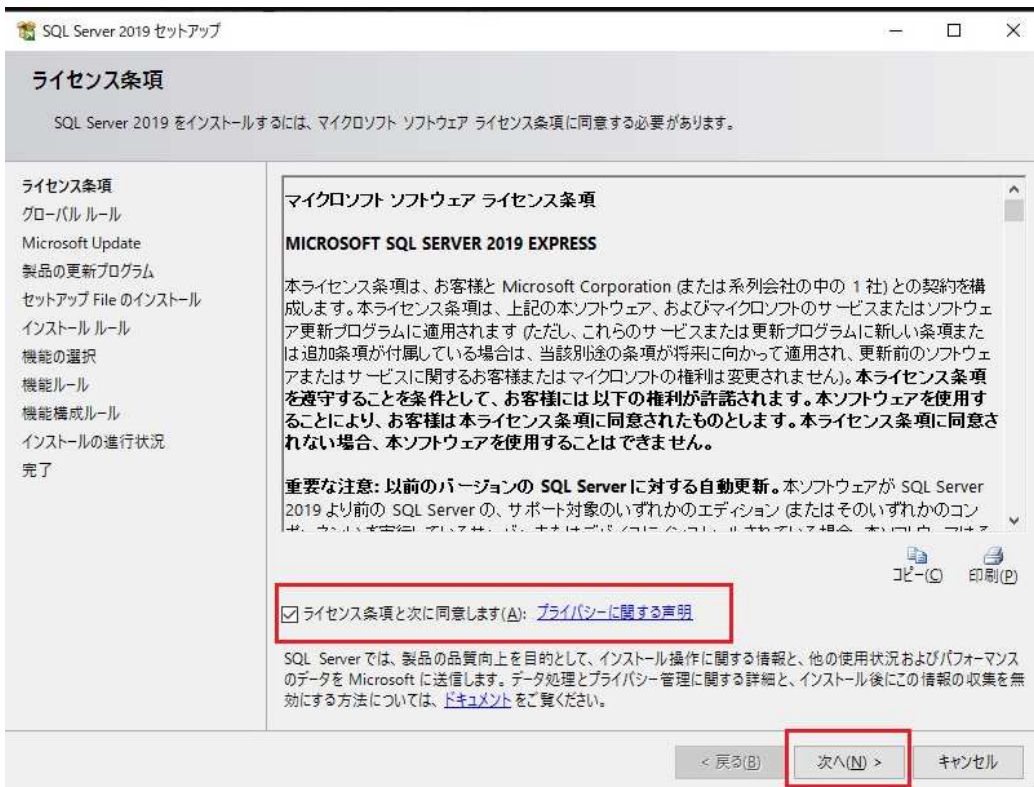 SQL Server 2019 セットアップ
ライセンス条項
SQL Server 2019 をインストールするには、マイクロソフト ソフトウェア ライセンス条項に同意する必要があります。
ライセンス条項
グローバル ルール
Microsoft Update
製品の更新プログラム
セットアップ File のインストール
インストール ルール
機能の選択
機能ルール
機能構成ルール
インストールの進行状況
完了
マイクロソフト ソフトウェア ライセンス条項
MICROSOFT SQL SERVER 2019 EXPRESS
本ライセンス条項は、お客様と Microsoft Corporation (または系列会社の中の 1 社) との契約を構
成します。本ライセンス条項は、上記の本ソフトウェア、およびマイクロソフトのサービスまたはソフトウェ
ア更新プログラムに適用されます (ただし、これらのサービスまたは更新プログラムに新しい条項また
は追加条項が付属している場合は、当該別途の条項が将来に向かって適用され、更新前のソフトウェ
アまたはサービスに関するお客様またはマイクロソフトの権利は変更されません)。本ライセンス条項
を遵守することを条件として、お客様には以下の権利が許諾されます。本ソフトウェアを使用す
ることにより、お客様は本ライセンス条項に同意されたものとします。本ライセンス条項に同意さ
れない場合、本ソフトウェアを使用することはできません。
重要な注意: 以前のバージョンの SQL Server に対する自動更新。本ソフトウェアが SQL Server
2019 より前の SQL Server の、サポート対象のいずれかのエディション (またはそのいずれかのコン
コピー(C) 印刷(P)
ライセンス条項と次に同意します(A): プライバシーに関する声明
SQL Server では、製品の品質向上を目的として、インストール操作に関する情報と、他の使用状況およびパフォーマンス
のデータを Microsoft に送信します。データ処理とプライバシー管理に関する詳細と、インストール後にこの情報の収集を無
効にする方法については、ドキュメント をご覧ください。
< 戻る(B) 次へ(N) > キャンセル